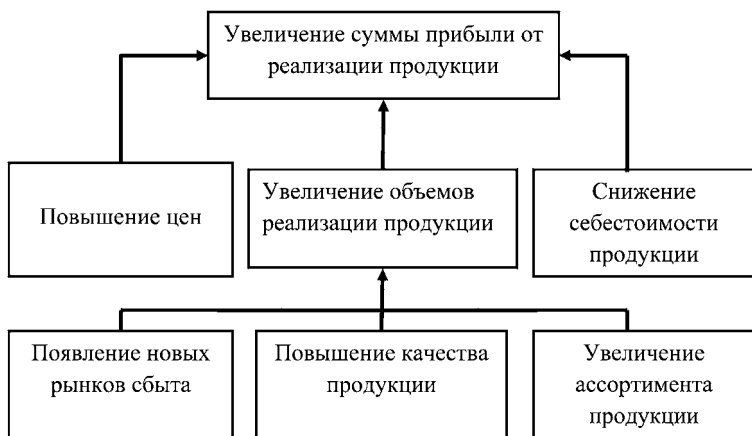 Увеличение суммы прибыли от
реализации продукции
Повышение цен
Увеличение объемов
реализации продукции
Снижение
себестоимости
продукции
Появление новых
рынков сбыта
Повышение качества
продукции
Увеличение
ассортимента
продукции